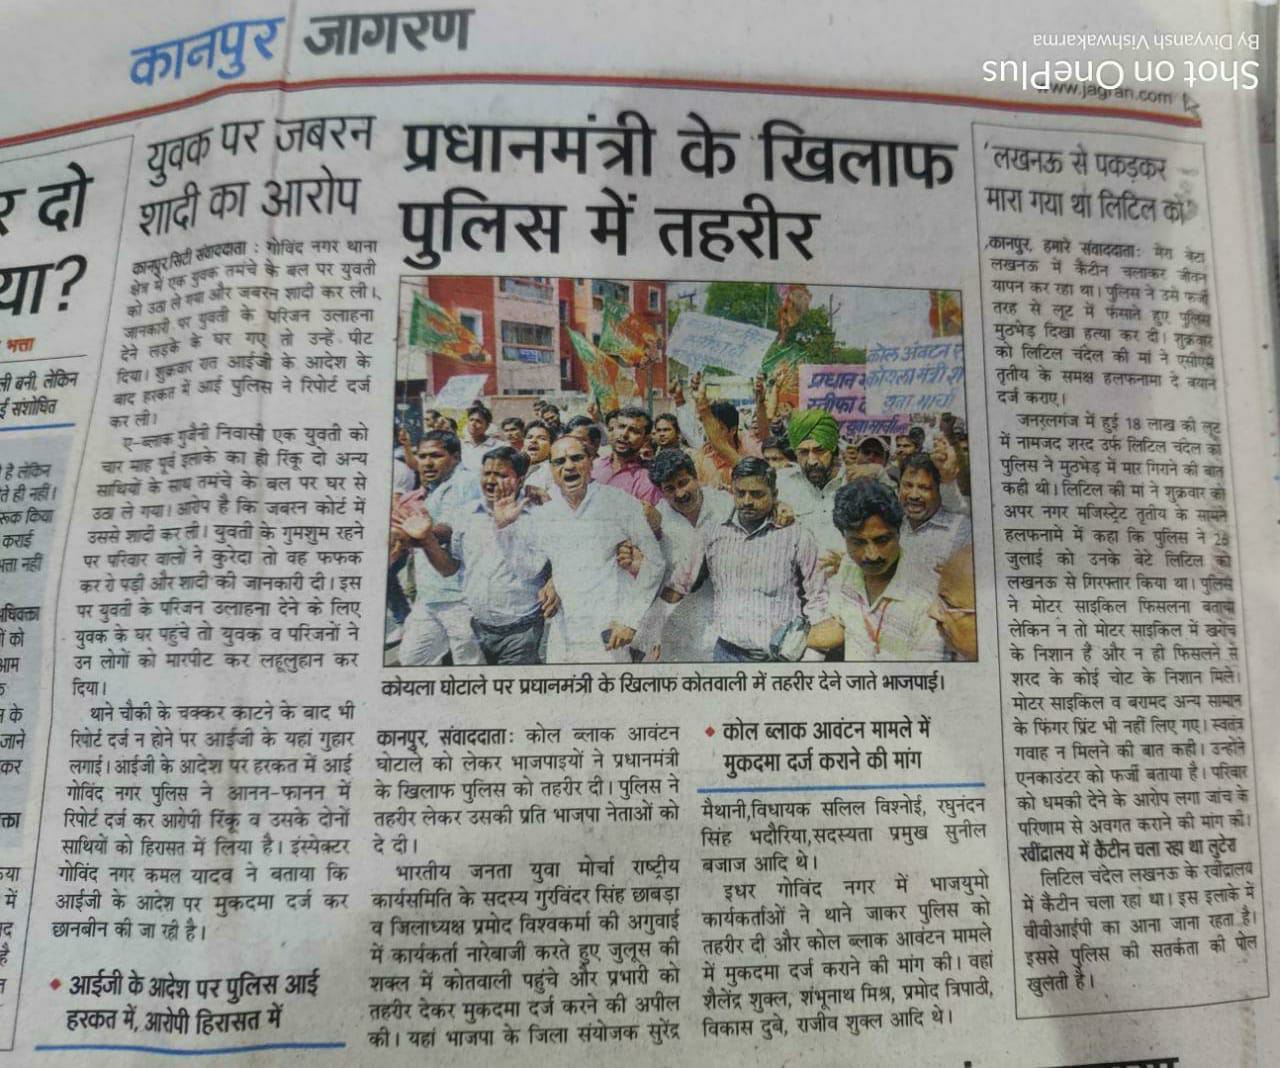 कानपुर जागरण
Shot on OnePlus
By Divyansh Vishwakarma
www.jagran.com
र दो
या?
भत्ता
ली बनी, लेकिन
ई संशोधित
है लेकिन
ते ही नहीं।
रूक किया
कराई
नता नहीं
धिवक्ता
ों को
आम
न के
जाने
कर
में
युवक पर जबरन
शादी का आरोप
कानपुर,सिटी संवाददाता : गोविंद नगर थाना
क्षेत्र में एक युवक तमंचे के बल पर युवती
को उठा ले गया और जबरन शादी कर ली।
जानकारी पर युवती के परिजन उलाहना
देने लड़के के घर गए तो उन्हें पीट
दिया। शुक्रवार रात आईजी के आदेश के
बाद हरकत में आई पुलिस ने रिपोर्ट दर्ज
कर ली।
ए-ब्लाक गुजैनी निवासी एक युवती को
चार माह पूर्व इलाके का ही रिंकू दो अन्य
साथियों के साथ तमंचे के बल पर घर से
उठा ले गया। आरोप है कि जबरन कोर्ट में
उससे शादी कर ली। युवती के गुमशुम रहने
पर परिवार वालों ने कुरेदा तो वह फफक
कर रो पड़ी और शादी की जानकारी दी। इस
पर युवती के परिजन उलाहना देने के लिए
युवक के घर पहुंचे तो युवक व परिजनों ने
उन लोगों को मारपीट कर लहूलुहान कर
दिया।
थाने चौकी के चक्कर काटने के बाद भी
रिपोर्ट दर्ज न होने पर आईजी के यहां गुहार
लगाई। आईजी के आदेश पर हरकत में आई
गोविंद नगर पुलिस ने आनन-फानन में
रिपोर्ट दर्ज कर आरोपी रिंकू व उसके दोनों
साथियों को हिरासत में लिया है। इंस्पेक्टर
गोविंद नगर कमल यादव ने बताया कि
आईजी के आदेश पर मुकदमा दर्ज कर
छानबीन की जा रही है।
आईजी के आदेश पर पुलिस आई
हरकत में, आरोपी हिरासत में
प्रधानमंत्री के खिलाफ
पुलिस में तहरीर
कोल अंवटन
प्रधान
कोयला मंत्री
स्तीफा दे
युवा मोर्चा
कोयला घोटाले पर प्रधानमंत्री के खिलाफ कोतवाली में तहरीर देने जाते भाजपाई।
कानपुर, संवाददाता: कोल ब्लाक आवंटन
घोटाले को लेकर भाजपाइयों ने प्रधानमंत्री
के खिलाफ पुलिस को तहरीर दी। पुलिस ने
तहरीर लेकर उसकी प्रति भाजपा नेताओं को
दे दी।
भारतीय जनता युवा मोर्चा राष्ट्रीय
कार्यसमिति के सदस्य गुरविंदर सिंह छाबड़ा
व जिलाध्यक्ष प्रमोद विश्वकर्मा की अगुवाई
में कार्यकर्ता नारेबाजी करते हुए जुलूस की
शक्ल में कोतवाली पहुंचे और प्रभारी को
तहरीर देकर मुकदमा दर्ज करने की अपील
की। यहां भाजपा के जिला संयोजक सुरेंद्र
कोल ब्लाक आवंटन मामले में
मुकदमा दर्ज कराने की मांग
मैथानी,विधायक सलिल विश्नोई, रघुनंदन
सिंह भदौरिया,सदस्यता प्रमुख सुनील
बजाज आदि थे।
इधर गोविंद नगर में भाजयुमो
कार्यकर्ताओं ने थाने जाकर पुलिस को
तहरीर दी और कोल ब्लाक आवंटन मामले
में मुकदमा दर्ज कराने की मांग की। वहां
शैलेंद्र शुक्ल, शंभूनाथ मिश्र, प्रमोद त्रिपाठी,
विकास दुबे, राजीव शुक्ल आदि थे।
'लखनऊ से पकड़कर
मारा गया था लिटिल को'
कानपुर, हमारे संवाददाता: मेरा बेटा
लखनऊ में कैंटीन चलाकर जीवन
यापन कर रहा था। पुलिस ने उसे फर्जी
तरह से लूट में फंसाते हुए पुलिस
मुठभेड़ दिखा हत्या कर दी। शुक्रवार
को लिटिल चंदेल की मां ने एसीएम
तृतीय के समक्ष हलफनामा दे बयान
दर्ज कराए।
जनरलगंज में हुई 18 लाख की लूट
में नामजद शरद उर्फ लिटिल चंदेल को
पुलिस ने मुठभेड़ में मार गिराने की बात
कही थी। लिटिल की मां ने शुक्रवार को
अपर नगर मजिस्ट्रेट तृतीय के सामने
हलफनामे में कहा कि पुलिस ने 28
जुलाई को उनके बेटे लिटिल को
लखनऊ से गिरफ्तार किया था। पुलिस
ने मोटर साइकिल फिसलना बताया
लेकिन न तो मोटर साइकिल में खरोंच
के निशान हैं और न ही फिसलने से
शरद के कोई चोट के निशान मिले।
मोटर साइकिल व बरामद अन्य सामान
के फिंगर प्रिंट भी नहीं लिए गए। स्वतंत्र
गवाह न मिलने की बात कही। उन्होंने
एनकाउंटर को फर्जी बताया है। परिवार
को धमकी देने के आरोप लगा जांच के
परिणाम से अवगत कराने की मांग की।
रवींद्रालय में कैंटीन चला रहा था लुटेरा
लिटिल चंदेल लखनऊ के रवींद्रालय
में कैंटीन चला रहा था। इस इलाके में
वीवीआईपी का आना जाना रहता है।
इससे पुलिस की सतर्कता की पोल
खुलती है।